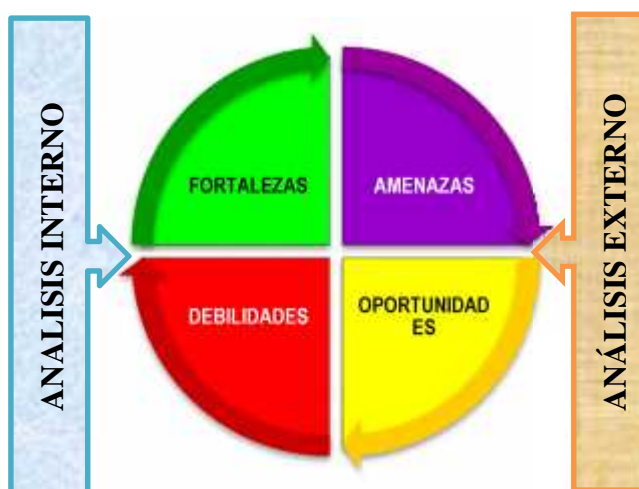 ANALISIS INTERNO
FORTALEZAS
AMENAZAS
DEBILIDADES
OPORTUNIDAD
ES
ANÁLISIS EXTERNO